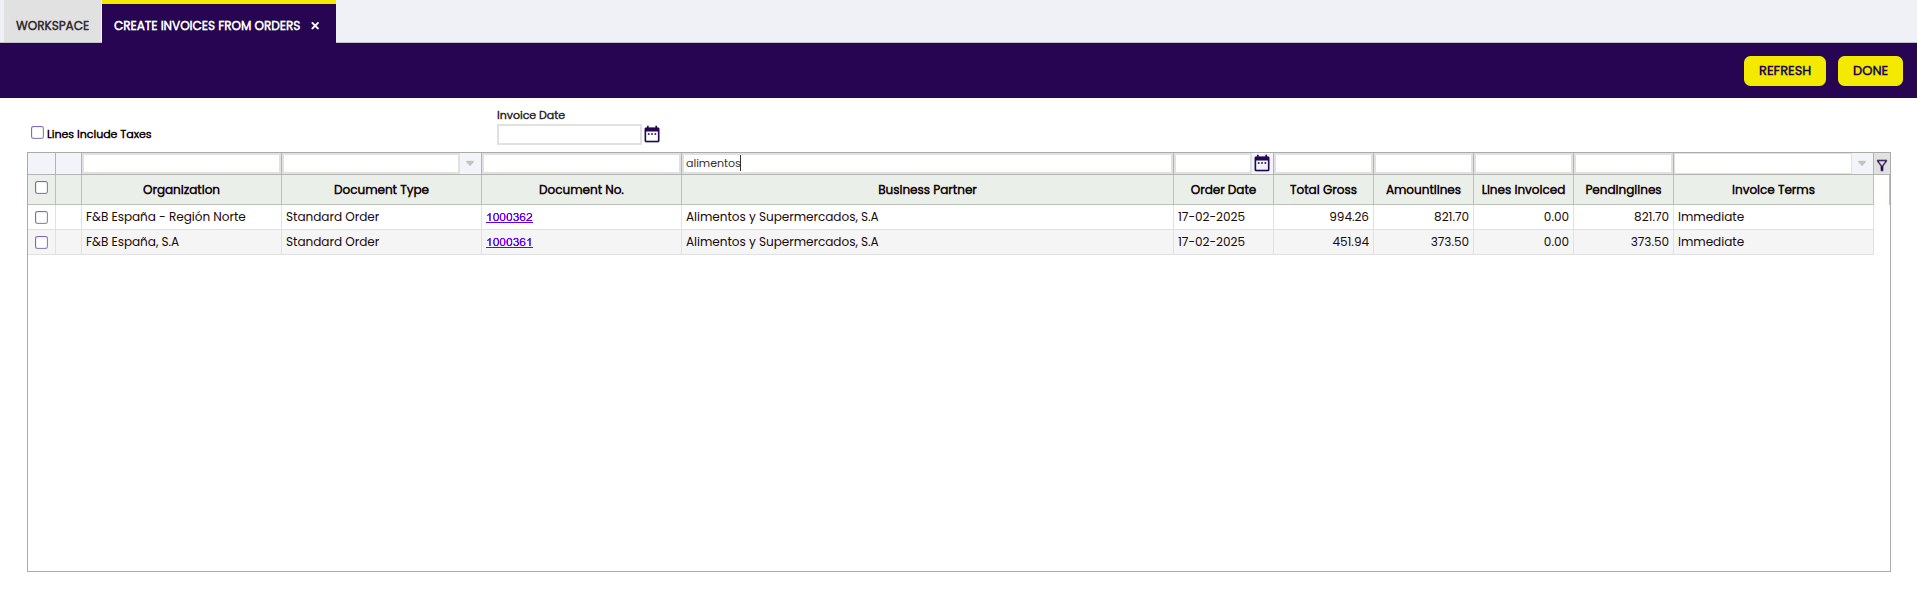 WORKSPACE CREATE INVOICES FROM ORDERS ×
REFRESH DONE
Invoice Date
Lines Include Taxes
alimentos
Organization Document Type Document No. Business Partner Order Date Total Gross Amountlines Lines Invoiced Pendinglines Invoice Terms
F&B España - Región Norte Standard Order 1000362 Alimentos y Supermercados, S.A 17-02-2025 994.26 821.70 0.00 821.70 Immediate
F&B España, S.A Standard Order 1000361 Alimentos y Supermercados, S.A 17-02-2025 451.94 373.50 0.00 373.50 Immediate